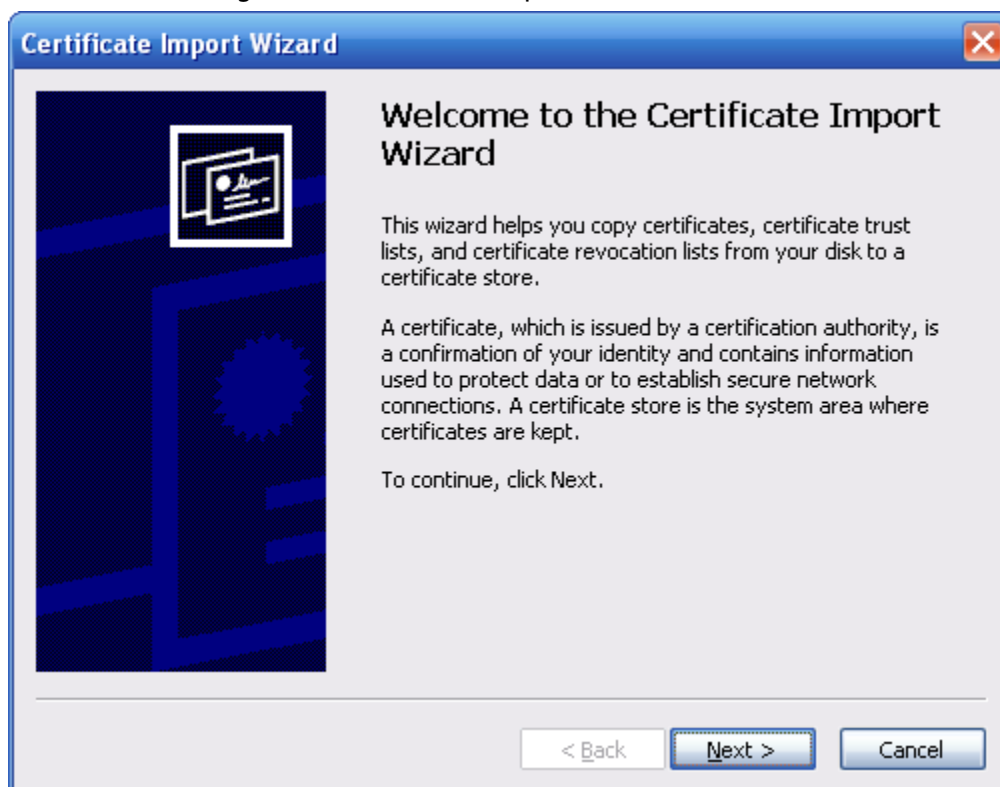 Certificate Import Wizard
Welcome to the Certificate Import
Wizard
This wizard helps you copy certificates, certificate trust
lists, and certificate revocation lists from your disk to a
certificate store.
A certificate, which is issued by a certification authority, is
a confirmation of your identity and contains information
used to protect data or to establish secure network
connections. A certificate store is the system area where
certificates are kept.
To continue, click Next.
< Back
Next >
Cancel